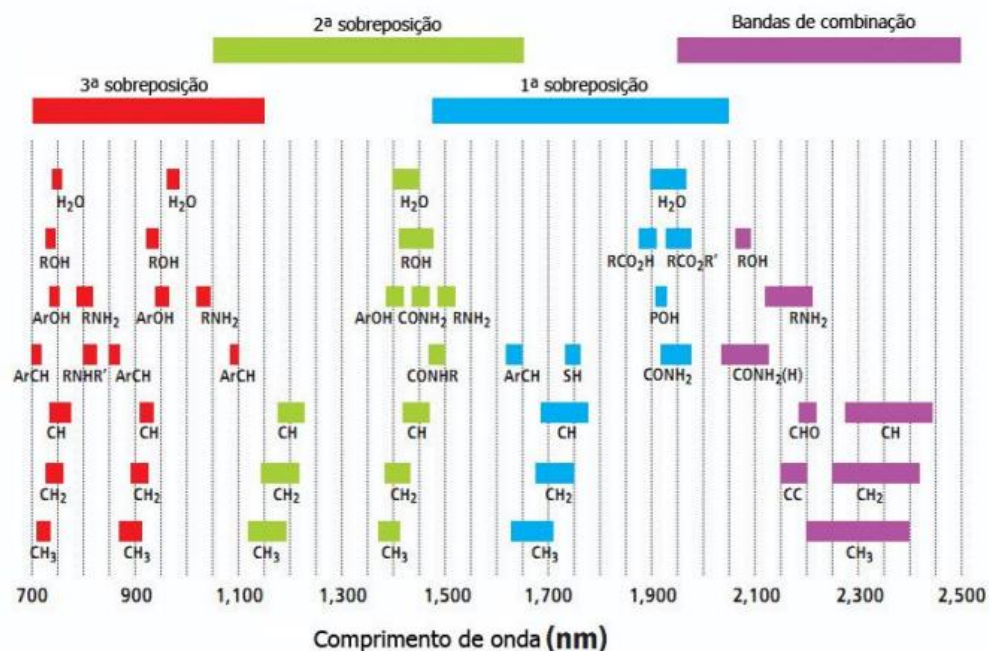 2ª sobreposição
Bandas de combinação
3ª sobreposição
1ª sobreposição
H₂O H₂O H₂O H₂O
ROH ROH ROH RCO₂H RCO₂R' ROH
ArOH RNH₂ ArOH RNH₂ ArOH CONH₂ RNH₂ POH RNH₂
ArCH RNHR' ArCH ArCH CONHR ArCH SH CONH₂ CONH₂(H)
CH CH CH CH CH CHO CH
CH₂ CH₂ CH₂ CH₂ CH₂ CC CH₂
CH₃ CH₃ CH₃ CH₃ CH₃ CH₃
700 900 1,100 1,300 1,500 1,700 1,900 2,100 2,300 2,500
Comprimento de onda (nm)